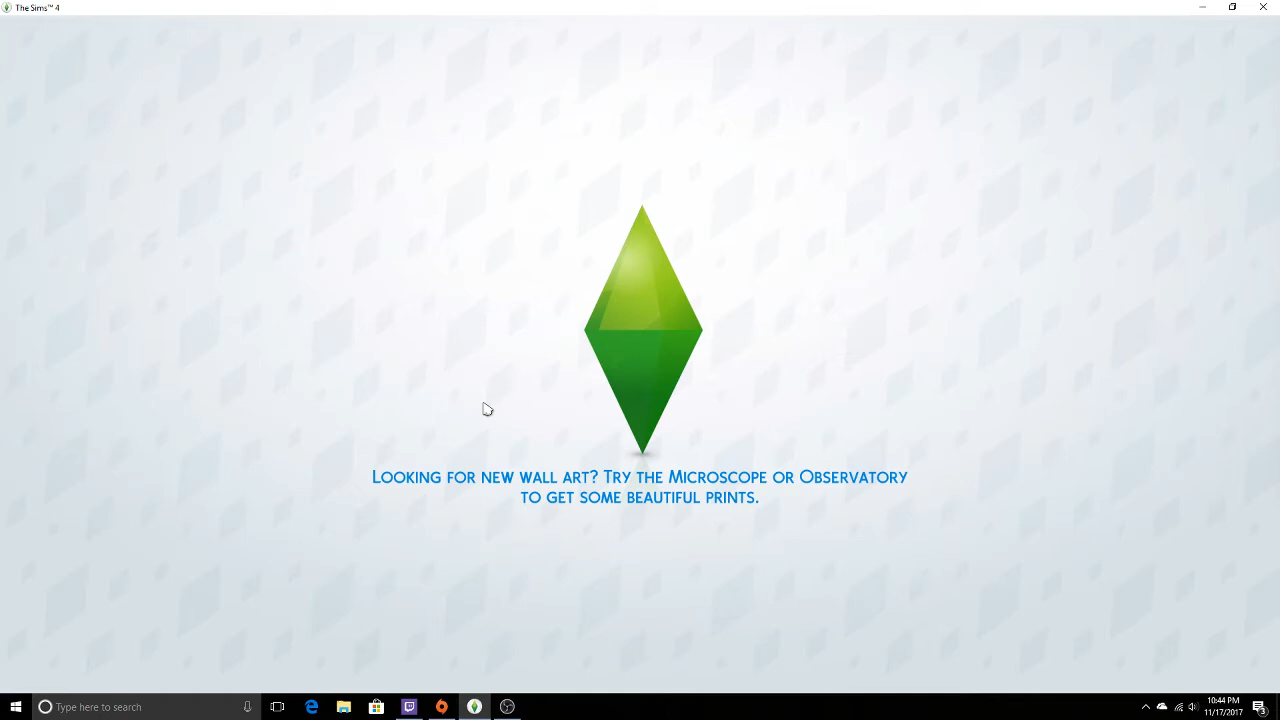 The Sims™ 4
LOOKING FOR NEW WALL ART? TRY THE MICROSCOPE OR OBSERVATORY
TO GET SOME BEAUTIFUL PRINTS.
Type here to search
10:44 PM
11/17/2017
3